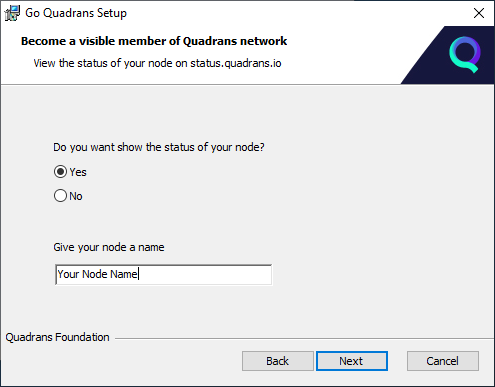 Go Quadrans Setup
Become a visible member of Quadrans network
View the status of your node on status.quadrans.io
Do you want show the status of your node?
Yes
No
Give your node a name
Your Node Name
Quadrans Foundation
Back
Next
Cancel